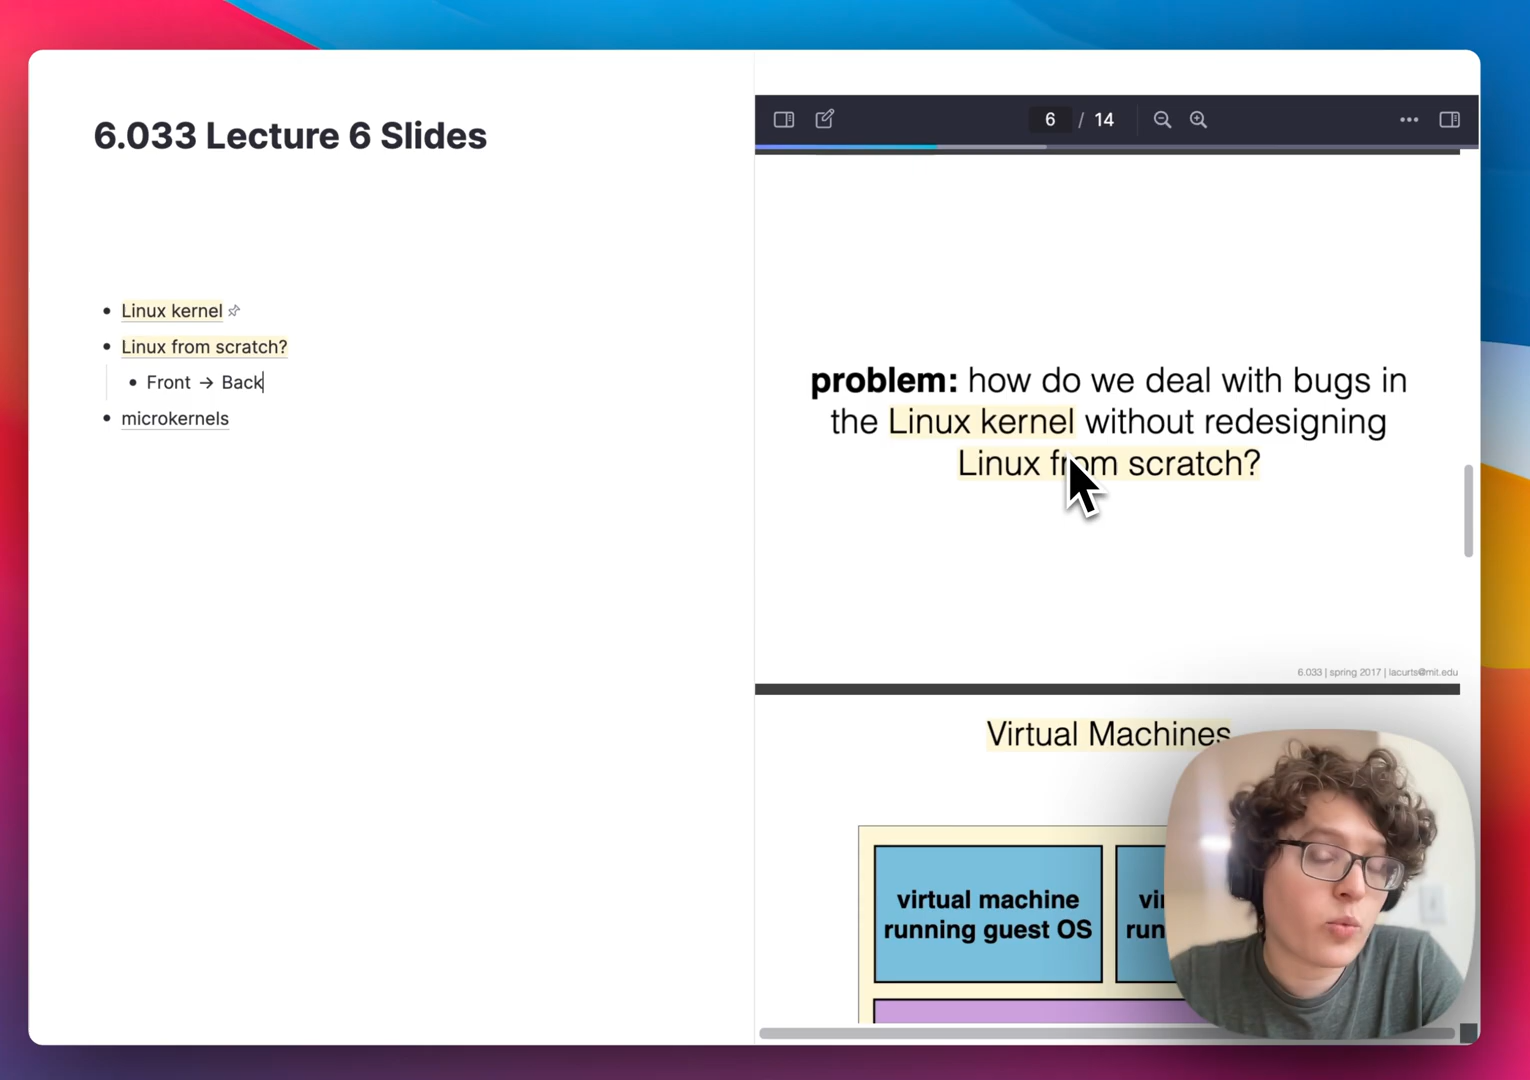 6.033 Lecture 6 Slides
Linux kernel
Linux from scratch?
Front → Back
microkernels
6 / 14
problem: how do we deal with bugs in
the Linux kernel without redesigning
Linux from scratch?
6.033 | spring 2017 | lacurts@mit.edu
Virtual Machines
virtual machine
running guest OS